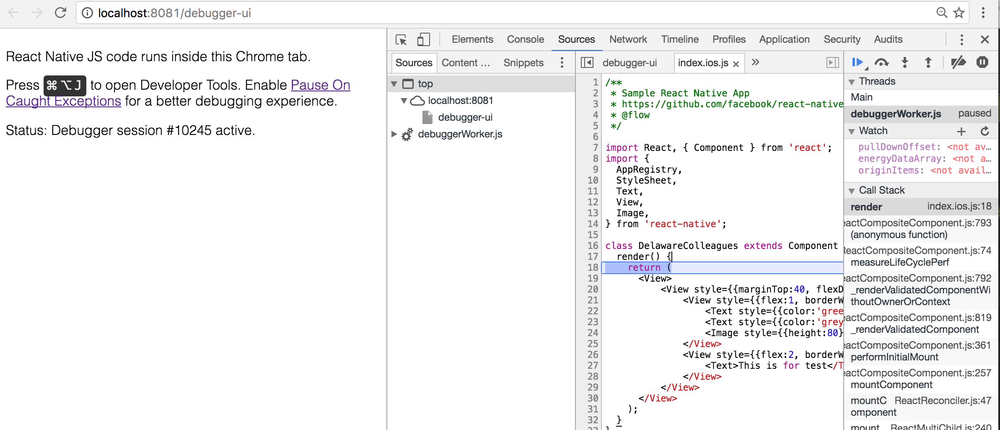 localhost:8081/debugger-ui
React Native JS code runs inside this Chrome tab.
Press ⌘⌥J to open Developer Tools. Enable Pause On
Caught Exceptions for a better debugging experience.
Status: Debugger session #10245 active.
Elements Console Sources Network Timeline Profiles Application Security Audits
Sources Content ... Snippets
top
localhost:8081
debugger-ui
debuggerWorker.js
debugger-ui index.ios.js
1 /**
2 * Sample React Native App
3 * https://github.com/facebook/react-native
4 * @flow
5 */
6
7 import React, { Component } from 'react';
8 import {
9 AppRegistry,
10 StyleSheet,
11 Text,
12 View,
13 Image,
14 } from 'react-native';
15
16 class DelawareColleagues extends Component
17 render() {
18 return (
19 <View>
20 <View style={{marginTop:40, flexD
21 <View style={{flex:1, borderW
22 <Text style={{color:'gree
23 <Text style={{color:'grey
24 <Image style={{height:80}
25 </View>
26 <View style={{flex:2, borderW
27 <Text>This is for test</T
28 </View>
29 </View>
30 </View>
31 );
32 }
33 }
Threads
Main
debuggerWorker.js paused
Watch
pullDownOffset: <not av…
energyDataArray: <not a…
originItems: <not avail…
Call Stack
render index.ios.js:18
eactCompositeComponent.js:793
(anonymous function)
ReactCompositeComponent.js:74
measureLifeCyclePerf
eactCompositeComponent.js:792
_renderValidatedComponentWi
thoutOwnerOrContext
eactCompositeComponent.js:819
_renderValidatedComponent
eactCompositeComponent.js:361
performInitialMount
eactCompositeComponent.js:257
mountComponent
mountC ReactReconciler.js:47
omponent
mount ReactMultiChild.js:240